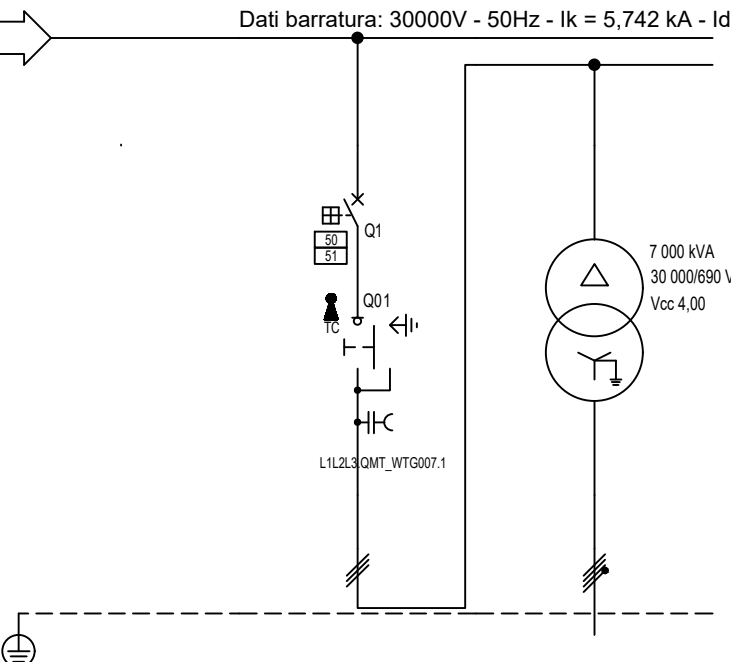 Dati barratura: 30000V - 50Hz - Ik = 5,742 kA - Id
Q1
50
51
Q01
TC
7 000 kVA
30 000/690 V
Vcc 4,00
L1L2L3.QMT_WTG007.1